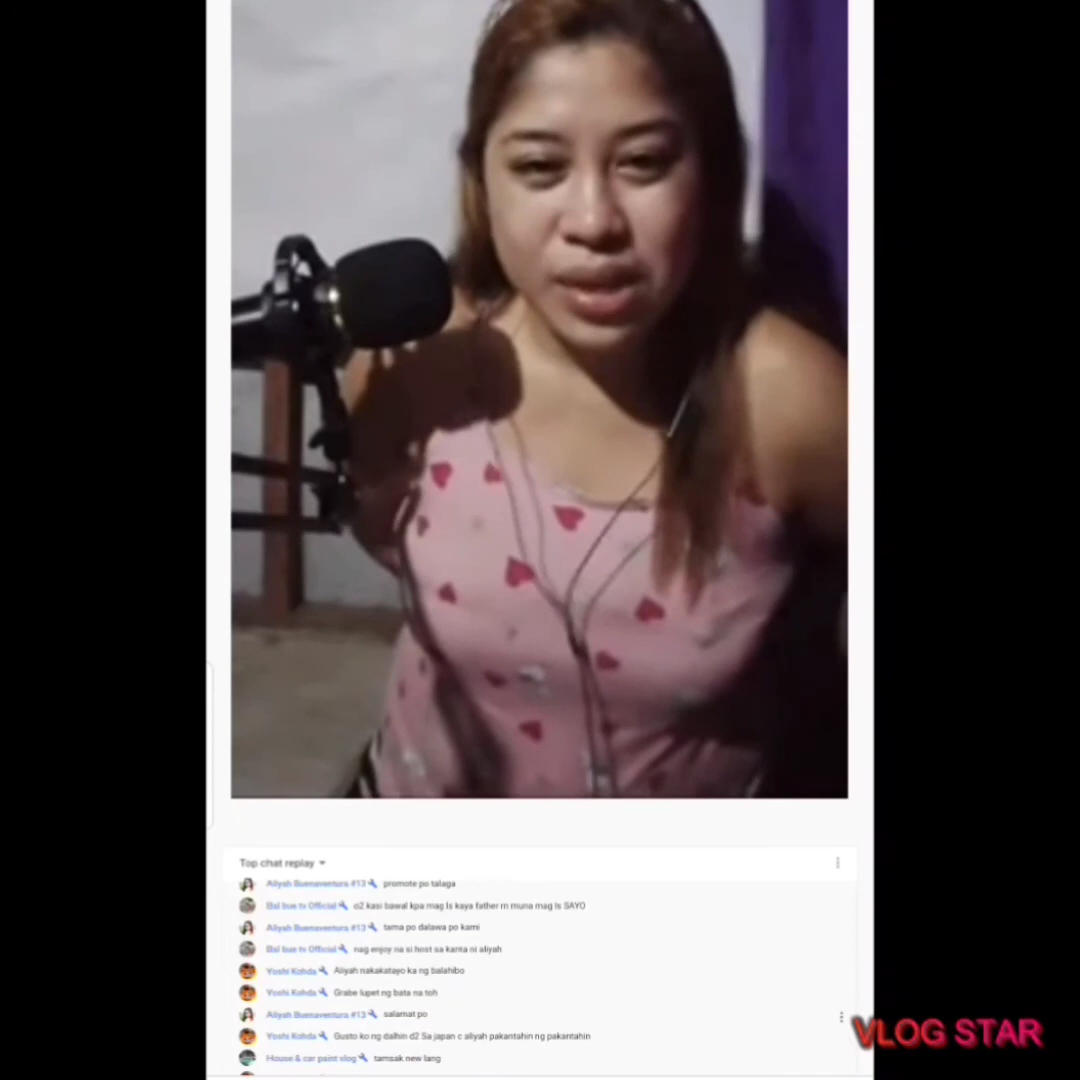 Top chat replay
Aliyah Buenaventura #13 promote po talaga
Bal bue tv Official o2 kasi bawal kpa mag ls kaya father m muna mag ls SAYO
Aliyah Buenaventura #13 tama po dalawa po kami
Bal bue tv Official nag enjoy na si host sa kanta ni aliyah
Yoshi Kohda Aliyah nakakatayo ka ng balahibo
Yoshi Kohda Grabe lupet ng bata na toh
Aliyah Buenaventura #13 salamat po
Yoshi Kohda Gusto ko ng dalhin d2 Sa japan c aliyah pakantahin ng pakantahin
House & car paint vlog tamsak new lang
VLOG STAR